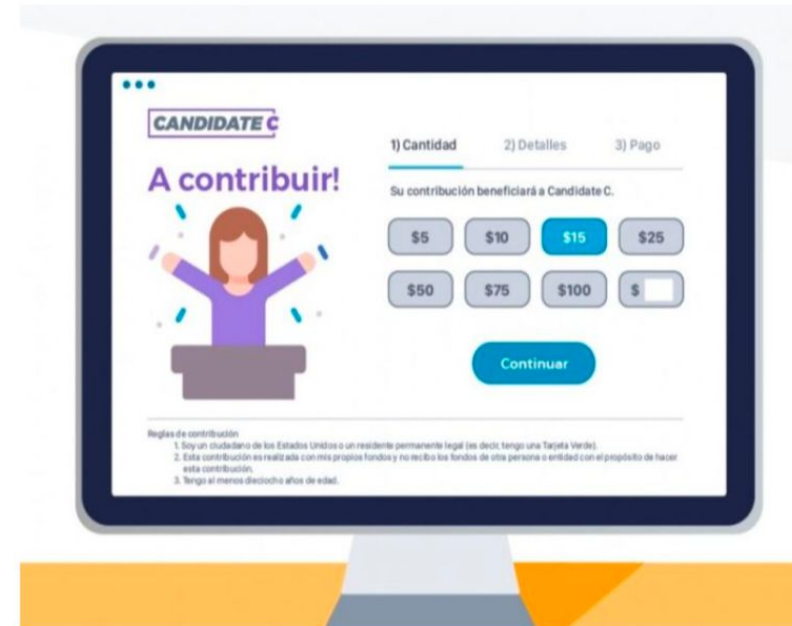 CANDIDATE C
A contribuir!
1) Cantidad 2) Detalles 3) Pago
Su contribución beneficiará a Candidate C.
$5 $10 $15 $25
$50 $75 $100 $
Continuar
Reglas de contribución
1. Soy un ciudadano de los Estados Unidos o un residente permanente legal (es decir, tengo una Tarjeta Verde).
2. Esta contribución es realizada con mis propios fondos y no recibo los fondos de otra persona o entidad con el propósito de hacer
esta contribución.
3. Tengo al menos dieciocho años de edad.